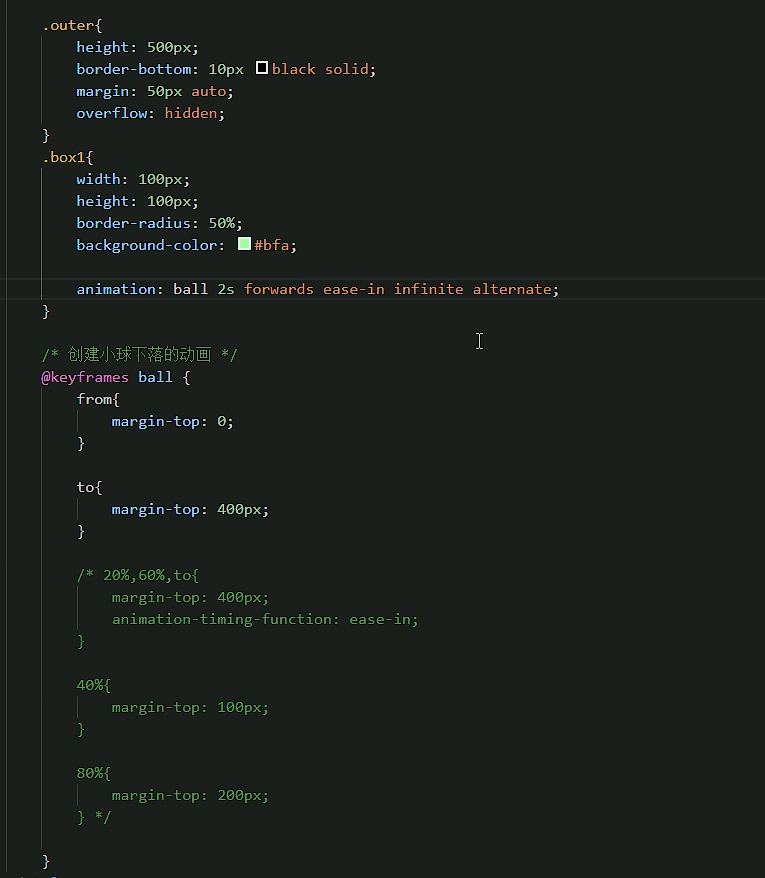 .outer{
height: 500px;
border-bottom: 10px black solid;
margin: 50px auto;
overflow: hidden;
}
.box1{
width: 100px;
height: 100px;
border-radius: 50%;
background-color: #bfa;
animation: ball 2s forwards ease-in infinite alternate;
}
/* 创建小球下落的动画 */
@keyframes ball {
from{
margin-top: 0;
}
to{
margin-top: 400px;
}
/* 20%,60%,to{
margin-top: 400px;
animation-timing-function: ease-in;
}
40%{
margin-top: 100px;
}
80%{
margin-top: 200px;
} */
}